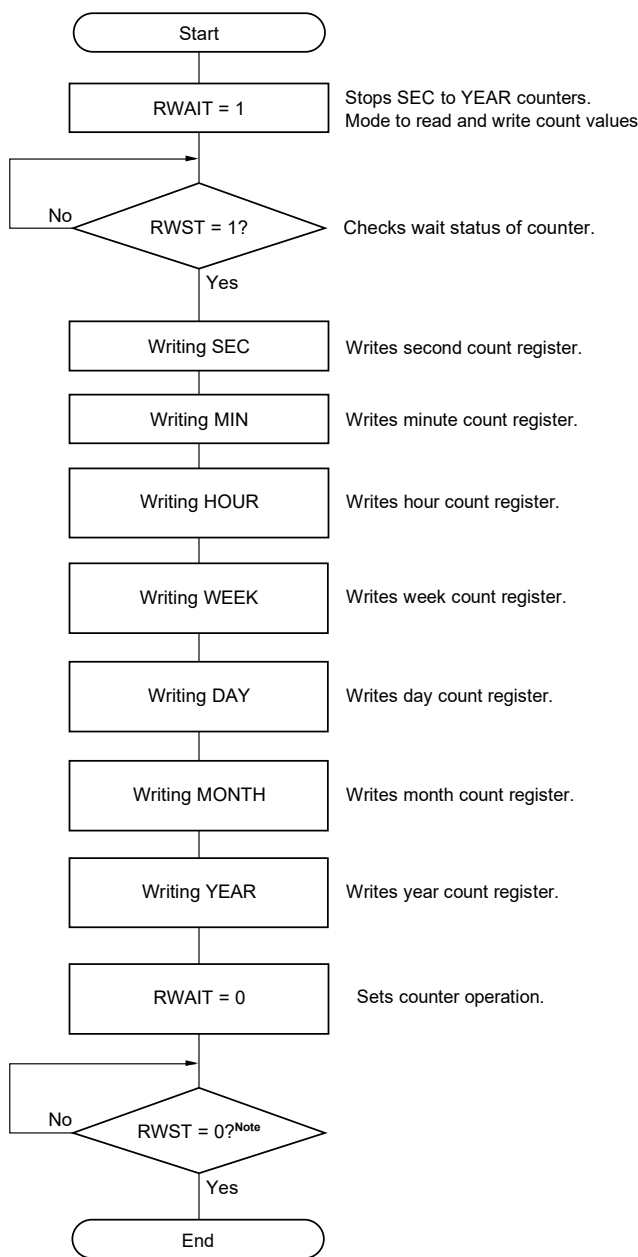 Start
RWAIT = 1
Stops SEC to YEAR counters.
Mode to read and write count values
No
RWST = 1?
Checks wait status of counter.
Yes
Writing SEC
Writes second count register.
Writing MIN
Writes minute count register.
Writing HOUR
Writes hour count register.
Writing WEEK
Writes week count register.
Writing DAY
Writes day count register.
Writing MONTH
Writes month count register.
Writing YEAR
Writes year count register.
RWAIT = 0
Sets counter operation.
No
RWST = 0?Note
Yes
End